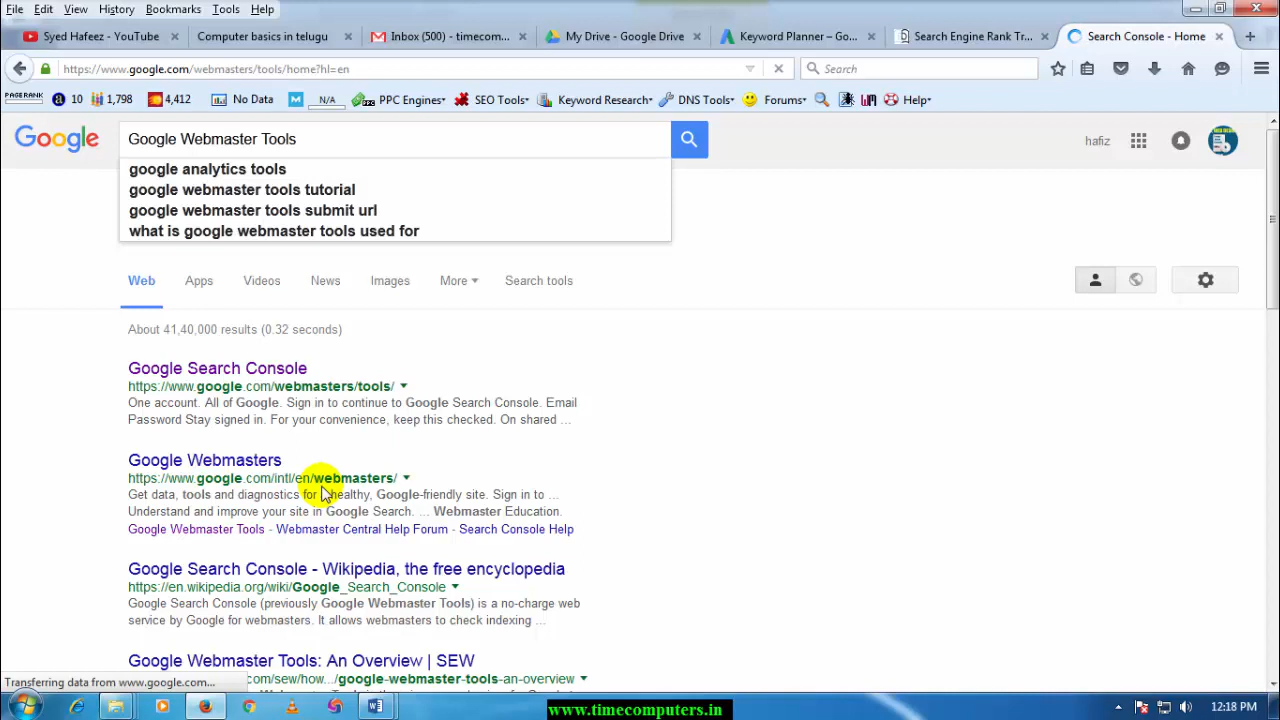 File Edit View History Bookmarks Tools Help
Syed Hafeez - YouTube × Computer basics in telugu × Inbox (500) - timecom... × My Drive - Google Drive × Keyword Planner – Go... × Search Engine Rank Tr... × Search Console - Home ×
https://www.google.com/webmasters/tools/home?hl=en Search
PAGERANK 10 1,798 4,412 No Data N/A PPC Engines SEO Tools Keyword Research DNS Tools Forums Help
Google Google Webmaster Tools hafiz
google analytics tools
google webmaster tools tutorial
google webmaster tools submit url
what is google webmaster tools used for
Web Apps Videos News Images More Search tools
About 41,40,000 results (0.32 seconds)
Google Search Console
https://www.google.com/webmasters/tools/
One account. All of Google. Sign in to continue to Google Search Console. Email
Password Stay signed in. For your convenience, keep this checked. On shared ...
Google Webmasters
https://www.google.com/intl/en/webmasters/
Get data, tools and diagnostics for healthy, Google-friendly site. Sign in to ...
Understand and improve your site in Google Search. ... Webmaster Education.
Google Webmaster Tools - Webmaster Central Help Forum - Search Console Help
Google Search Console - Wikipedia, the free encyclopedia
https://en.wikipedia.org/wiki/Google_Search_Console
Google Search Console (previously Google Webmaster Tools) is a no-charge web
service by Google for webmasters. It allows webmasters to check indexing ...
Google Webmaster Tools: An Overview | SEW
Transferring data from www.google.com... com/sew/how.../google-webmaster-tools-an-overview
www.timecomputers.in 12:18 PM